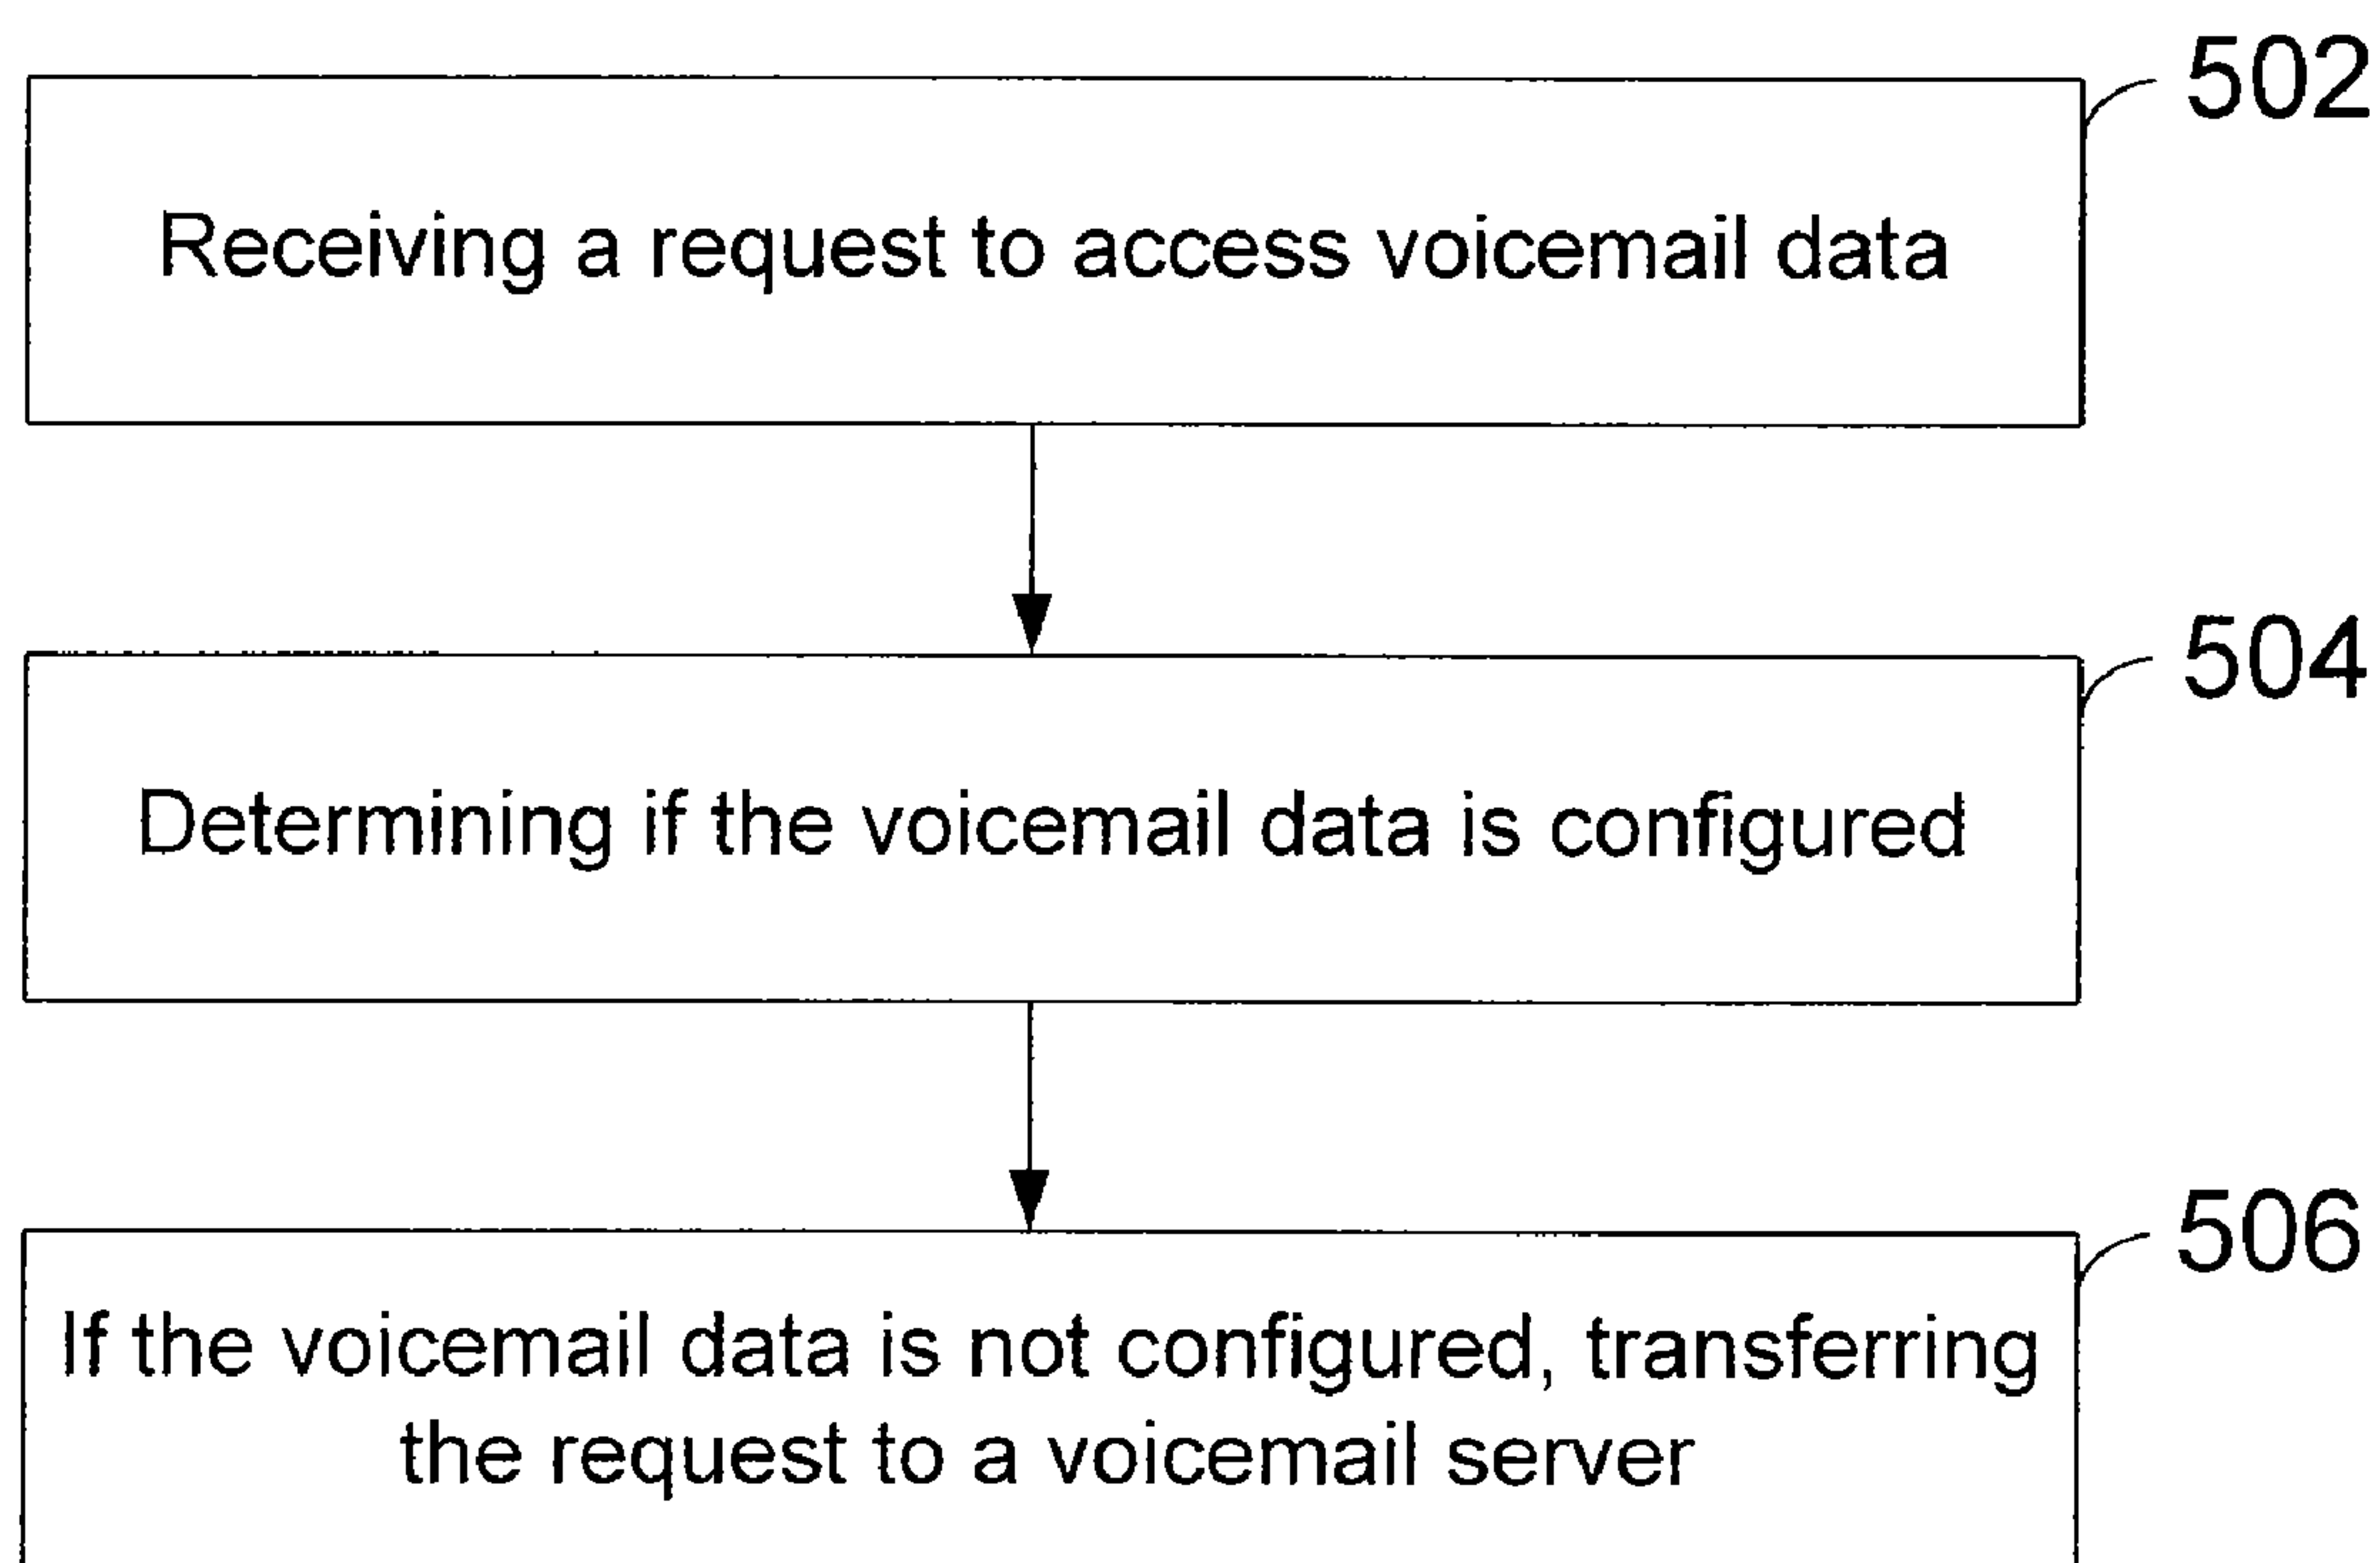 502
Receiving a request to access voicemail data
504
Determining if the voicemail data is configured
506
If the voicemail data is not configured, transferring
the request to a voicemail server